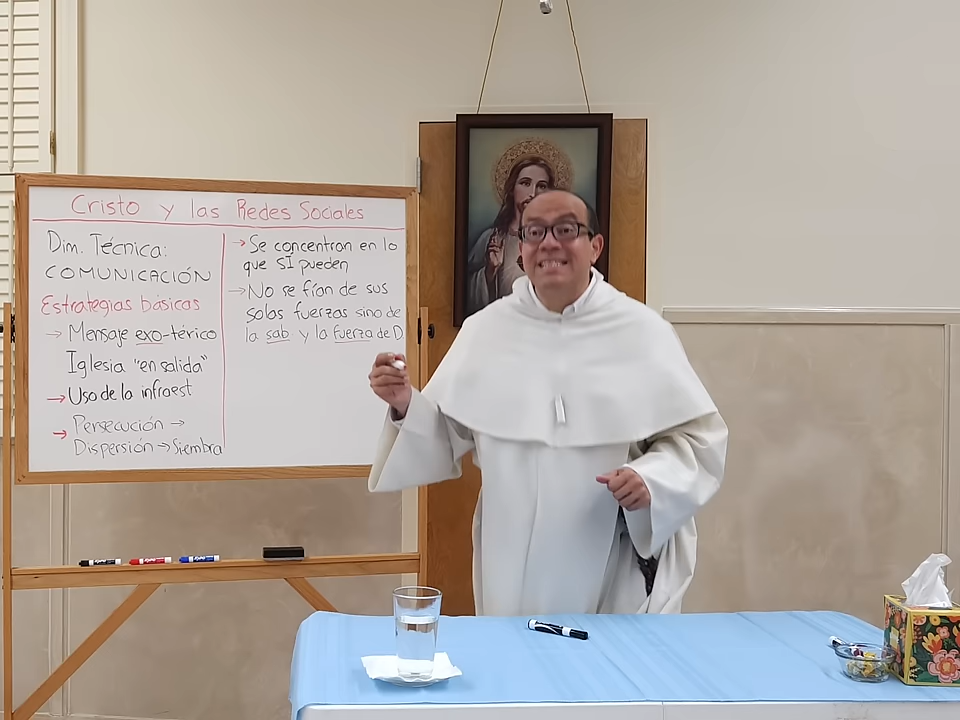 Cristo y las Redes Sociales
Dim. Técnica:
COMUNICACIÓN
Estrategias básicas
→ Mensaje exo-térico
Iglesia "en salida"
→ Uso de la infraest
→ Persecución →
Dispersión → Siembra
→ Se concentran en lo
que SÍ pueden
→ No se fían de sus
solas fuerzas sino de
la sab y la fuerza de D.